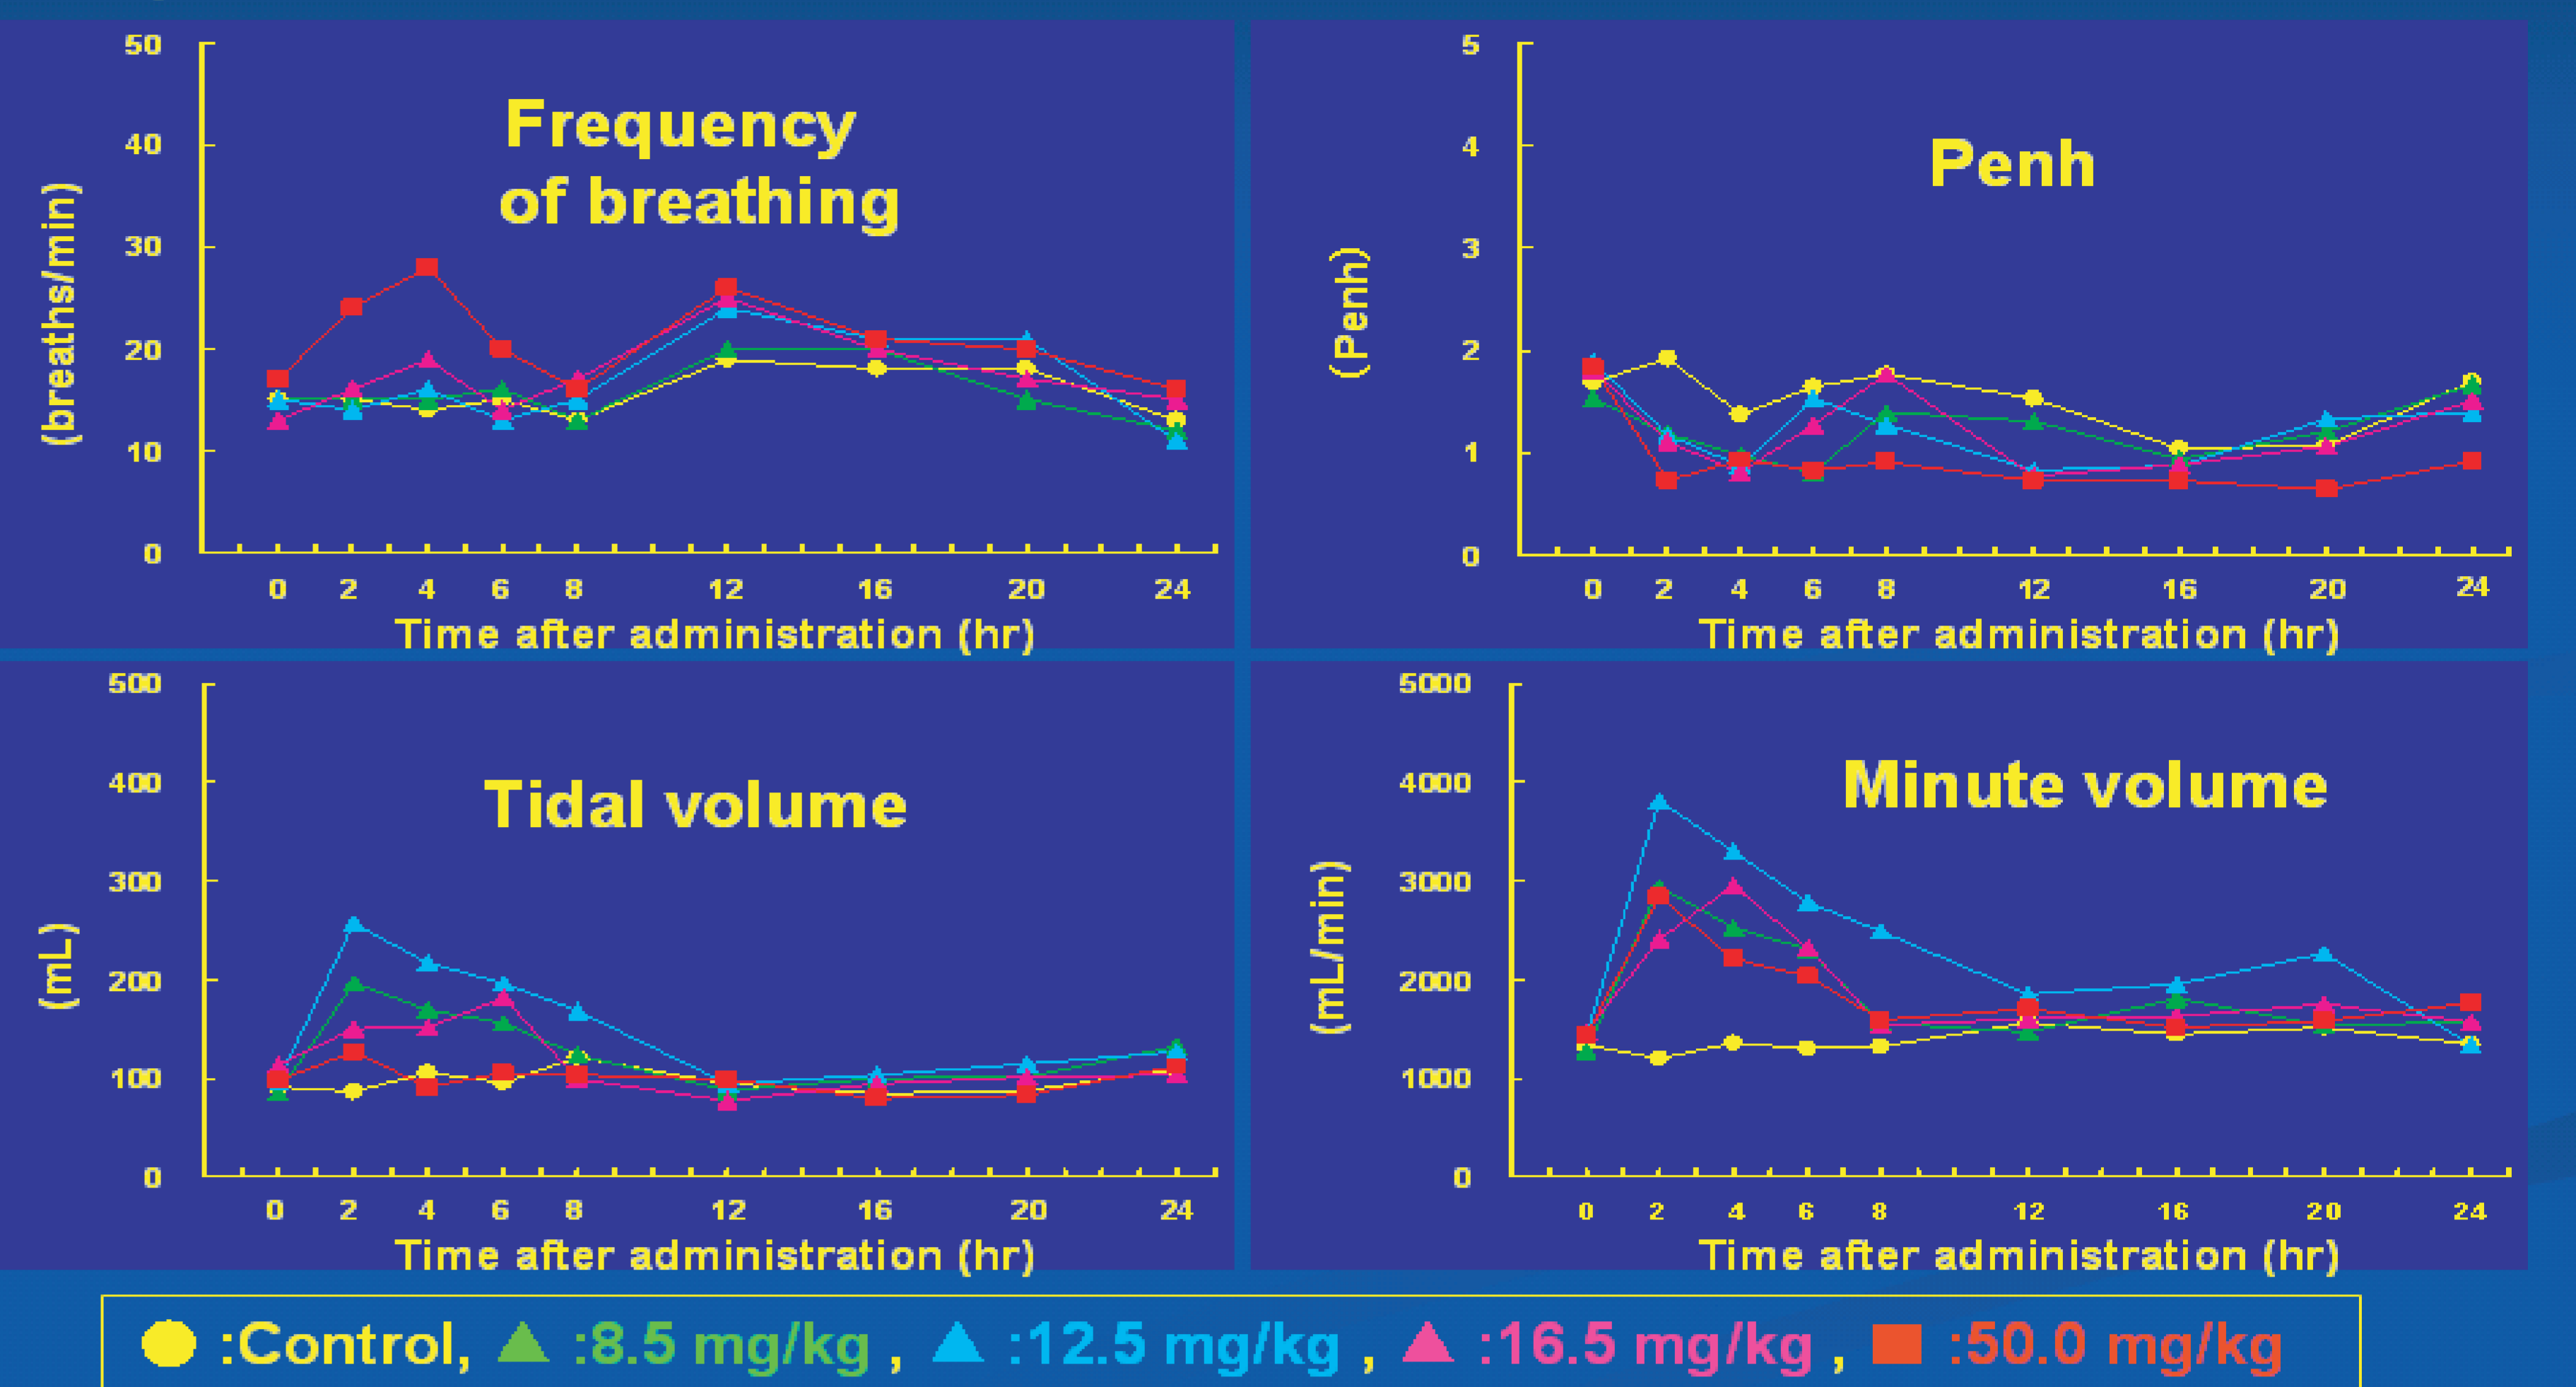 50
40
30
20
10
0
(breaths/min)
Frequency
of breathing
0 2 4 6 8 12 16 20 24
Time after administration (hr)
5
4
3
2
1
0
(Penh)
Penh
0 2 4 6 8 12 16 20 24
Time after administration (hr)
500
400
300
200
100
0
(mL)
Tidal volume
0 2 4 6 8 12 16 20 24
Time after administration (hr)
5000
4000
3000
2000
1000
0
(mL/min)
Minute volume
0 2 4 6 8 12 16 20 24
Time after administration (hr)
:Control, :8.5 mg/kg , :12.5 mg/kg , :16.5 mg/kg , :50.0 mg/kg